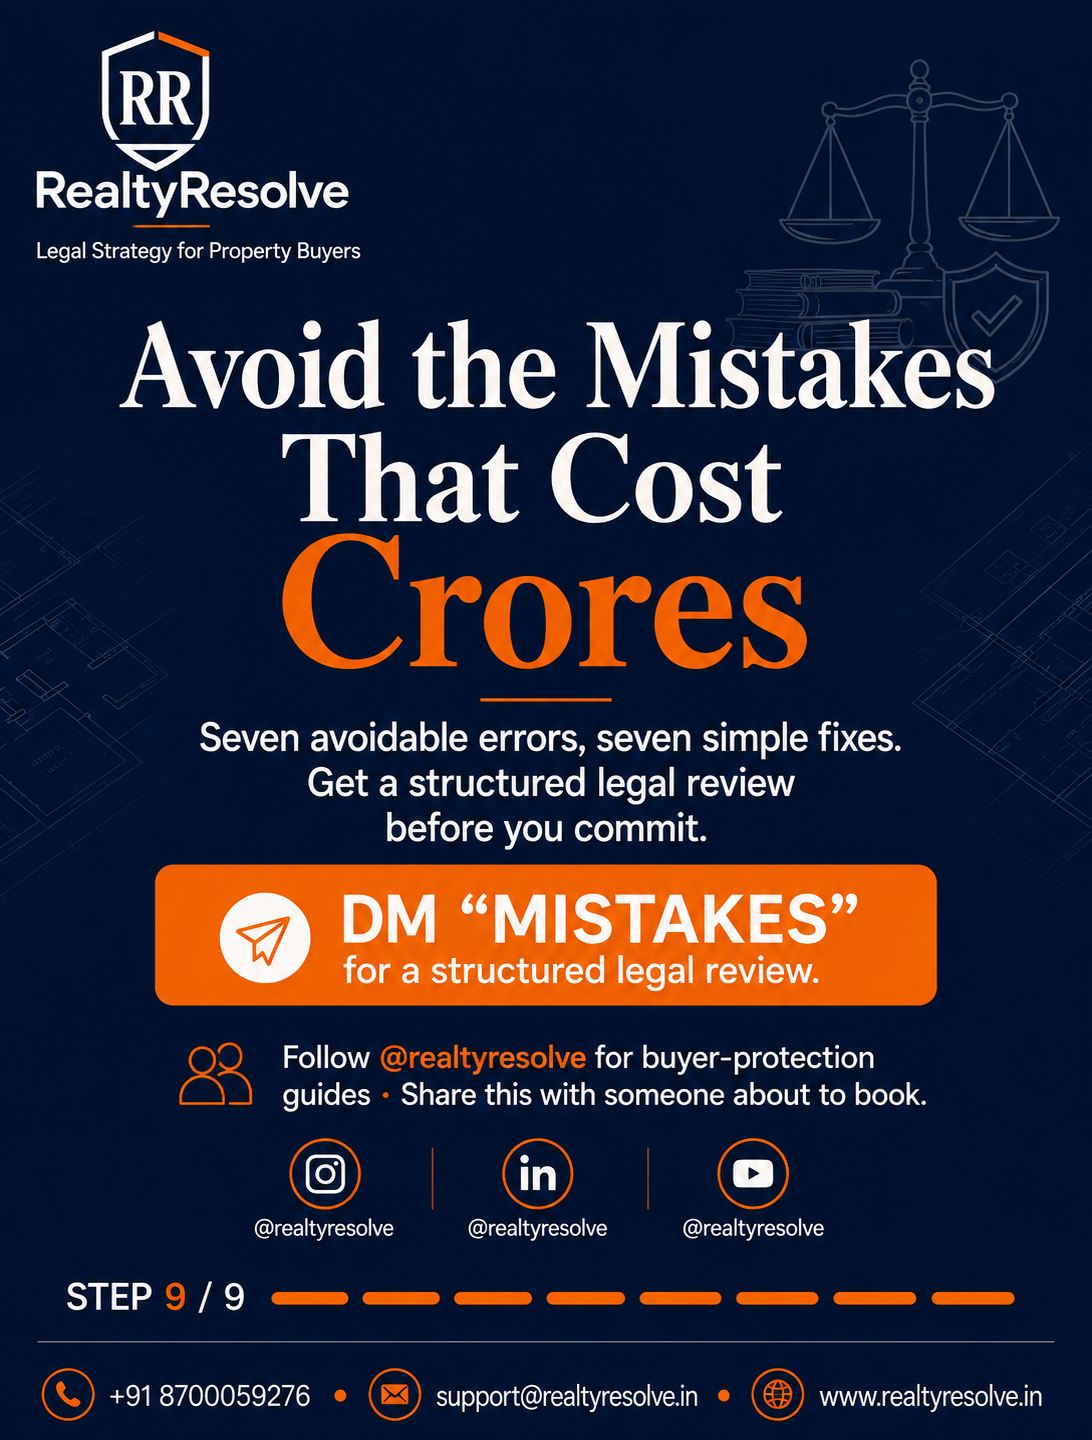 RR
RealtyResolve
Legal Strategy for Property Buyers
Avoid the Mistakes
That Cost
Crores
Seven avoidable errors, seven simple fixes.
Get a structured legal review
before you commit.
DM “MISTAKES”
for a structured legal review.
Follow @realtyresolve for buyer-protection
guides • Share this with someone about to book.
in
@realtyresolve
@realtyresolve
@realtyresolve
STEP 9 / 9
+91 8700059276 • support@realtyresolve.in • www.realtyresolve.in